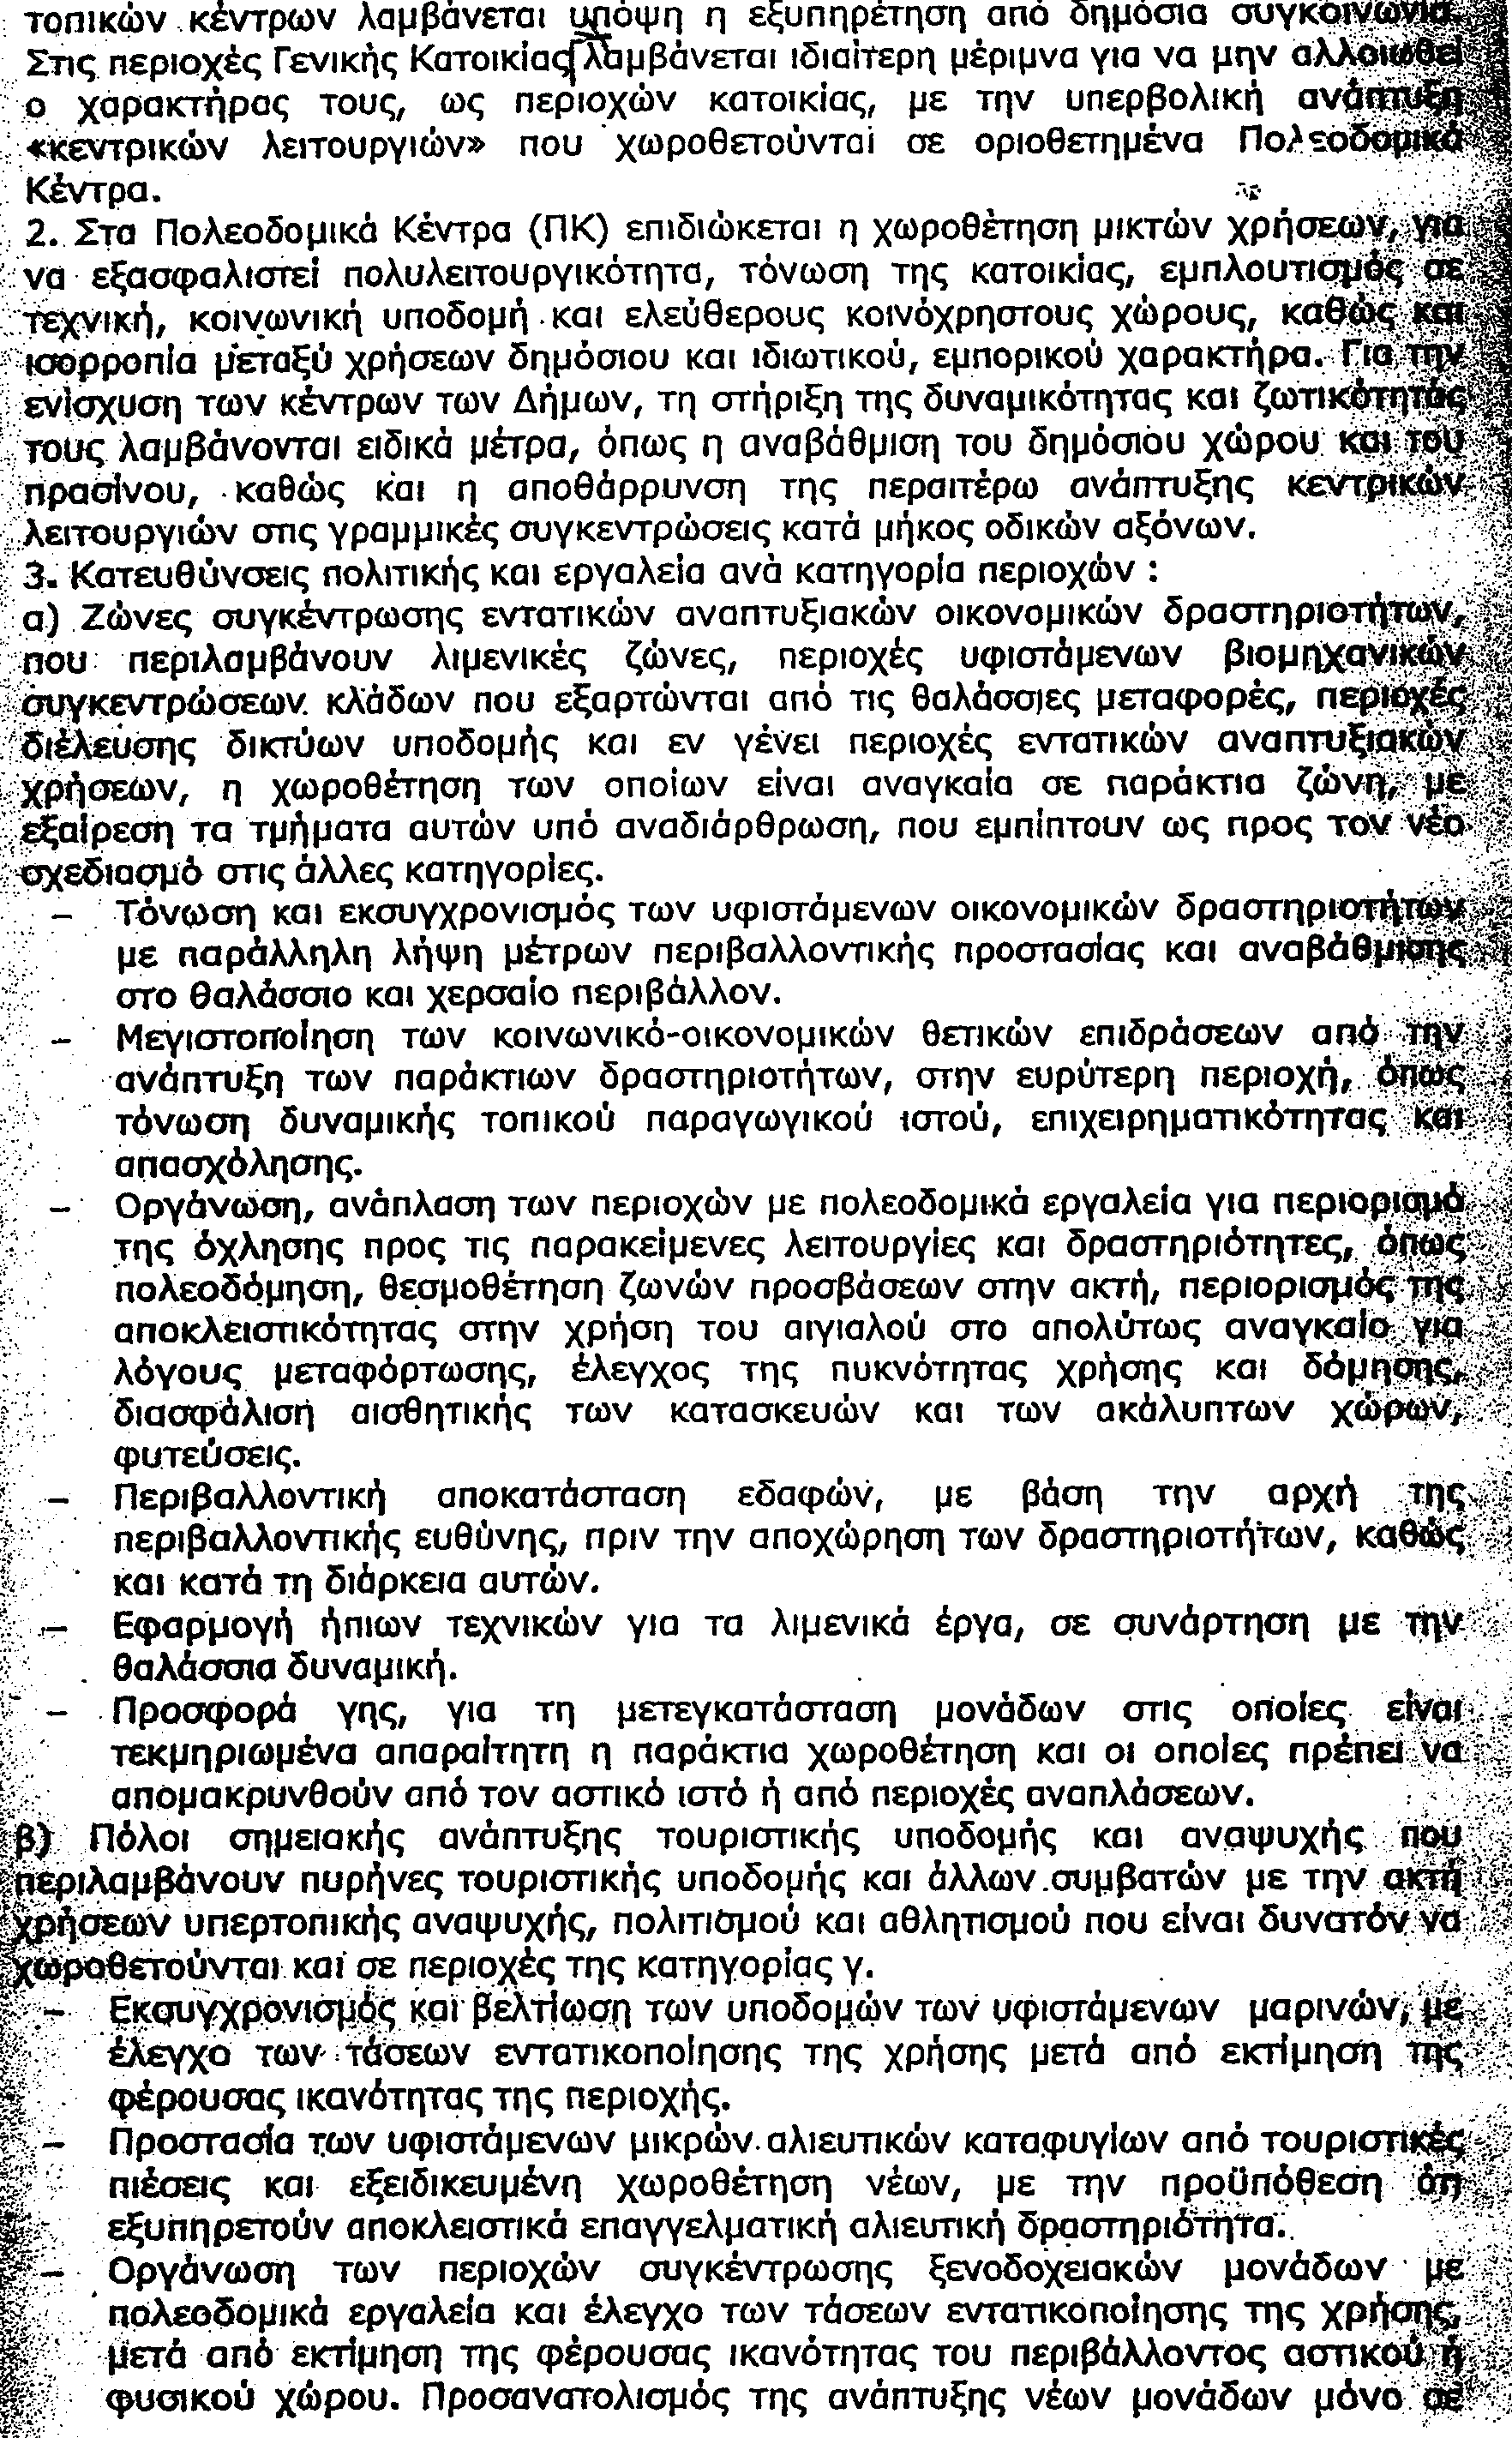 τοπικών κέντρων λαμβάνεται υπόψη η εξυπηρέτηση από δημόσια συγκοινωνία.
Στις περιοχές Γενικής Κατοικίας λαμβάνεται ιδιαίτερη μέριμνα για να μην αλλοιωθεί
ο χαρακτήρας τους, ως περιοχών κατοικίας, με την υπερβολική ανάπτυξη
«κεντρικών λειτουργιών» που χωροθετούνται σε οριοθετημένα Πολεοδομικά
Κέντρα.
2. Στα Πολεοδομικά Κέντρα (ΠΚ) επιδιώκεται η χωροθέτηση μικτών χρήσεων, για
να εξασφαλιστεί πολυλειτουργικότητα, τόνωση της κατοικίας, εμπλουτισμός σε
τεχνική, κοινωνική υποδομή και ελεύθερους κοινόχρηστους χώρους, καθώς και
ισορροπία μεταξύ χρήσεων δημόσιου και ιδιωτικού, εμπορικού χαρακτήρα. Για την
ενίσχυση των κέντρων των Δήμων, τη στήριξη της δυναμικότητας και ζωτικότητάς
τους λαμβάνονται ειδικά μέτρα, όπως η αναβάθμιση του δημόσιου χώρου και του
πρασίνου, καθώς και η αποθάρρυνση της περαιτέρω ανάπτυξης κεντρικών
λειτουργιών στις γραμμικές συγκεντρώσεις κατά μήκος οδικών αξόνων.
3. Κατευθύνσεις πολιτικής και εργαλεία ανά κατηγορία περιοχών :
α) Ζώνες συγκέντρωσης εντατικών αναπτυξιακών οικονομικών δραστηριοτήτων,
που περιλαμβάνουν λιμενικές ζώνες, περιοχές υφιστάμενων βιομηχανικών
συγκεντρώσεων κλάδων που εξαρτώνται από τις θαλάσσιες μεταφορές, περιοχές
διέλευσης δικτύων υποδομής και εν γένει περιοχές εντατικών αναπτυξιακών
χρήσεων, η χωροθέτηση των οποίων είναι αναγκαία σε παράκτια ζώνη, με
εξαίρεση τα τμήματα αυτών υπό αναδιάρθρωση, που εμπίπτουν ως προς τον νέο
σχεδιασμό στις άλλες κατηγορίες.
- Τόνωση και εκσυγχρονισμός των υφιστάμενων οικονομικών δραστηριοτήτων
με παράλληλη λήψη μέτρων περιβαλλοντικής προστασίας και αναβάθμισης
στο θαλάσσιο και χερσαίο περιβάλλον.
- Μεγιστοποίηση των κοινωνικό-οικονομικών θετικών επιδράσεων από την
ανάπτυξη των παράκτιων δραστηριοτήτων, στην ευρύτερη περιοχή, όπως
τόνωση δυναμικής τοπικού παραγωγικού ιστού, επιχειρηματικότητας και
απασχόλησης.
- Οργάνωση, ανάπλαση των περιοχών με πολεοδομικά εργαλεία για περιορισμό
της όχλησης προς τις παρακείμενες λειτουργίες και δραστηριότητες, όπως
πολεοδόμηση, θεσμοθέτηση ζωνών προσβάσεων στην ακτή, περιορισμός της
αποκλειστικότητας στην χρήση του αιγιαλού στο απολύτως αναγκαίο για
λόγους μεταφόρτωσης, έλεγχος της πυκνότητας χρήσης και δόμησης,
διασφάλιση αισθητικής των κατασκευών και των ακάλυπτων χώρων,
φυτεύσεις.
- Περιβαλλοντική αποκατάσταση εδαφών, με βάση την αρχή της
περιβαλλοντικής ευθύνης, πριν την αποχώρηση των δραστηριοτήτων, καθώς
και κατά τη διάρκεια αυτών.
- Εφαρμογή ήπιων τεχνικών για τα λιμενικά έργα, σε συνάρτηση με την
θαλάσσια δυναμική.
- Προσφορά γης, για τη μετεγκατάσταση μονάδων στις οποίες είναι
τεκμηριωμένα απαραίτητη η παράκτια χωροθέτηση και οι οποίες πρέπει να
απομακρυνθούν από τον αστικό ιστό ή από περιοχές αναπλάσεων.
β) Πόλοι σημειακής ανάπτυξης τουριστικής υποδομής και αναψυχής που
περιλαμβάνουν πυρήνες τουριστικής υποδομής και άλλων συμβατών με την ακτή
χρήσεων υπερτοπικής αναψυχής, πολιτισμού και αθλητισμού που είναι δυνατόν να
χωροθετούνται και σε περιοχές της κατηγορίας γ.
- Εκσυγχρονισμός και βελτίωση των υποδομών των υφιστάμενων μαρινών, με
έλεγχο των τάσεων εντατικοποίησης της χρήσης μετά από εκτίμηση της
φέρουσας ικανότητας της περιοχής.
- Προστασία των υφιστάμενων μικρών αλιευτικών καταφυγίων από τουριστικές
πιέσεις και εξειδικευμένη χωροθέτηση νέων, με την προϋπόθεση ότι
εξυπηρετούν αποκλειστικά επαγγελματική αλιευτική δραστηριότητα.
- Οργάνωση των περιοχών συγκέντρωσης ξενοδοχειακών μονάδων με
πολεοδομικά εργαλεία και έλεγχο των τάσεων εντατικοποίησης της χρήσης,
μετά από εκτίμηση της φέρουσας ικανότητας του περιβάλλοντος αστικού ή
φυσικού χώρου. Προσανατολισμός της ανάπτυξης νέων μονάδων μόνο σε